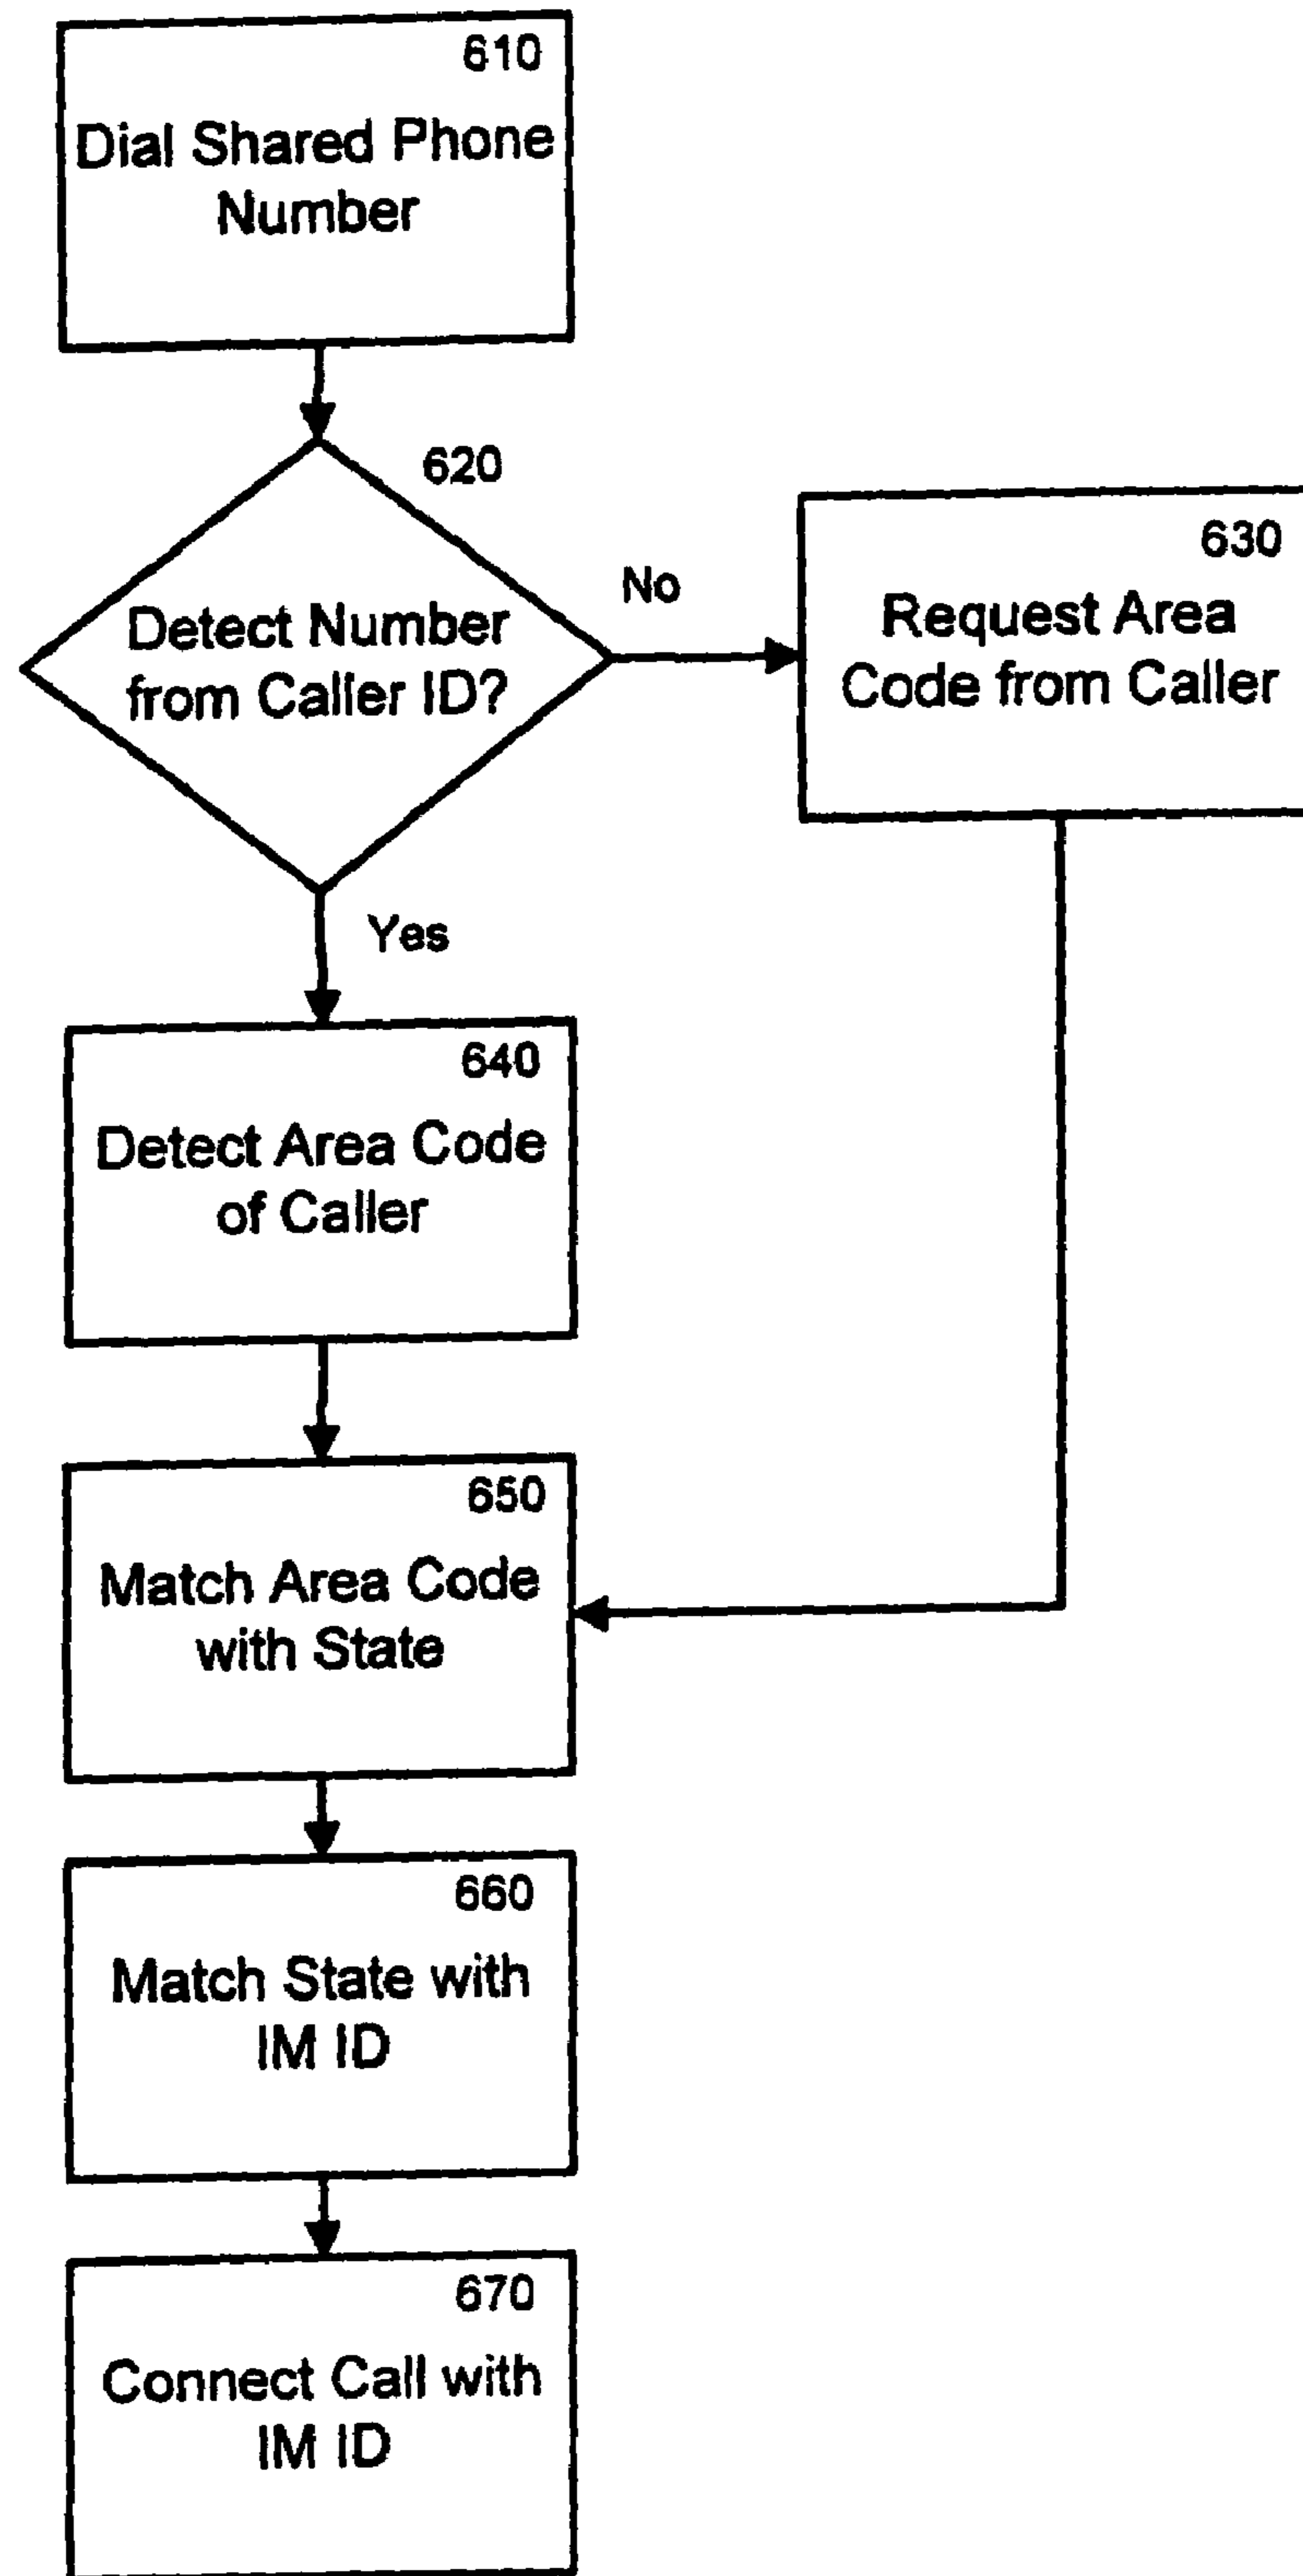 610
Dial Shared Phone
Number
620
Detect Number
from Caller ID?
No
630
Request Area
Code from Caller
Yes
640
Detect Area Code
of Caller
650
Match Area Code
with State
660
Match State with
IM ID
670
Connect Call with
IM ID